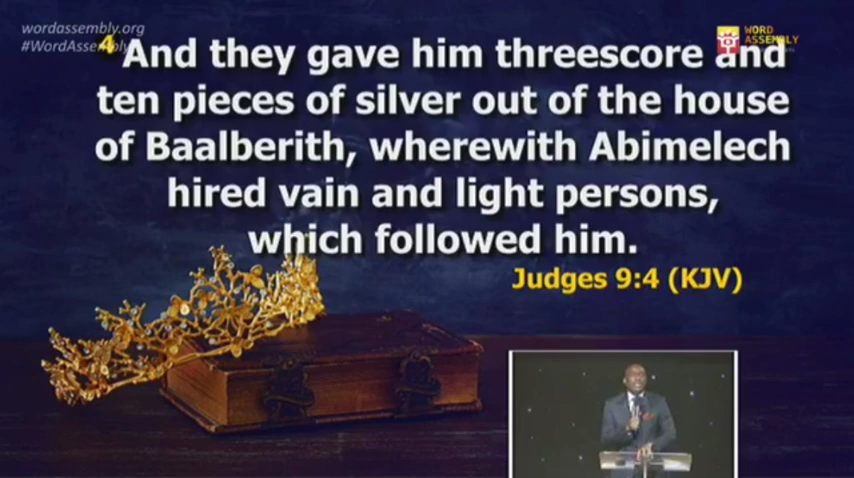 wordassembly.org
#WordAssembly
WORD
ASSEMBLY
4 And they gave him threescore and
ten pieces of silver out of the house
of Baalberith, wherewith Abimelech
hired vain and light persons,
which followed him.
Judges 9:4 (KJV)